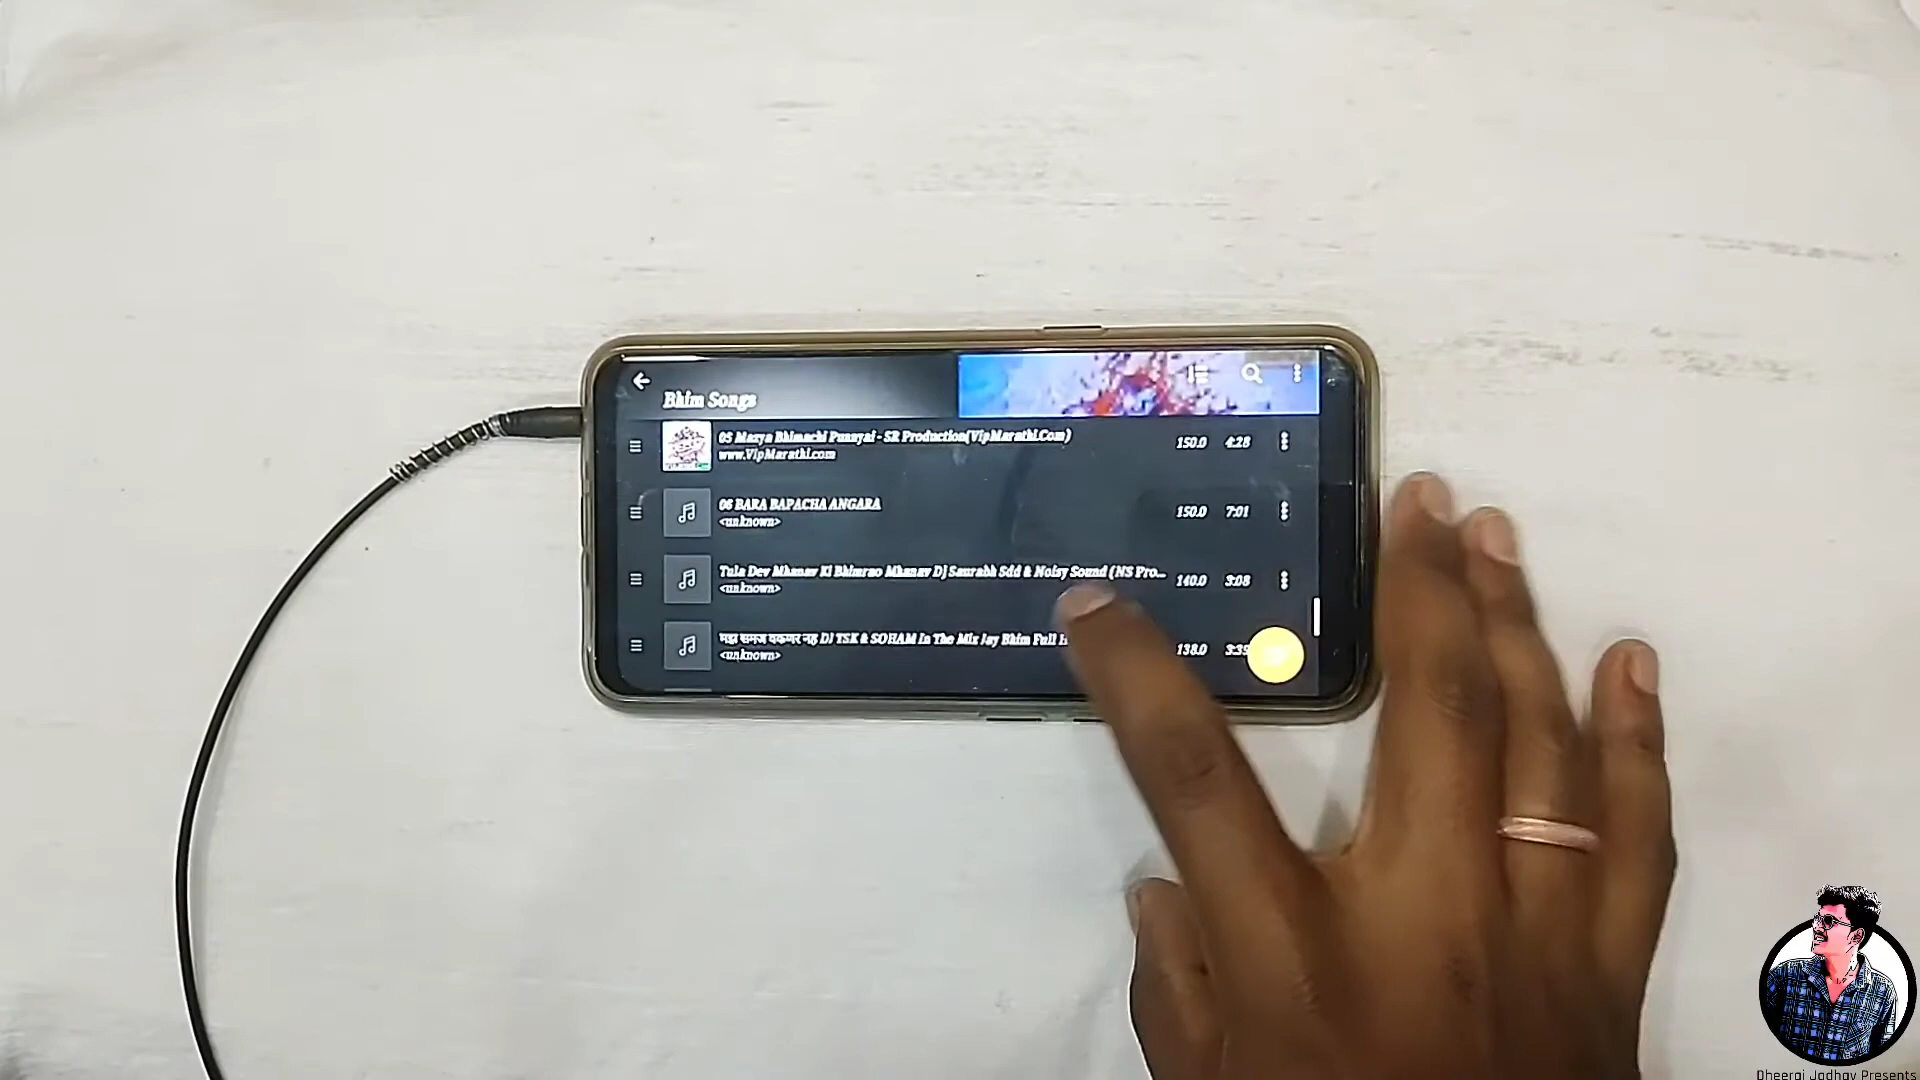 Bhim Songs
05 Mazya Bhimachi Punnyai - SR Production(VipMarathi.Com)
www.VipMarathi.com
150.0 4:28
06 BARA BAPACHA ANGARA
<unknown>
150.0 7:01
Tula Dev Mhanav Ki Bhimrao Mhanav Dj Saurabh Sdd & Noisy Sound (NS Pro...
<unknown>
140.0 3:08
DJ TSK & SOHAM In The Mix Jay Bhim Full
<unknown>
138.0 3:39
Dheeraj Jadhav Presents